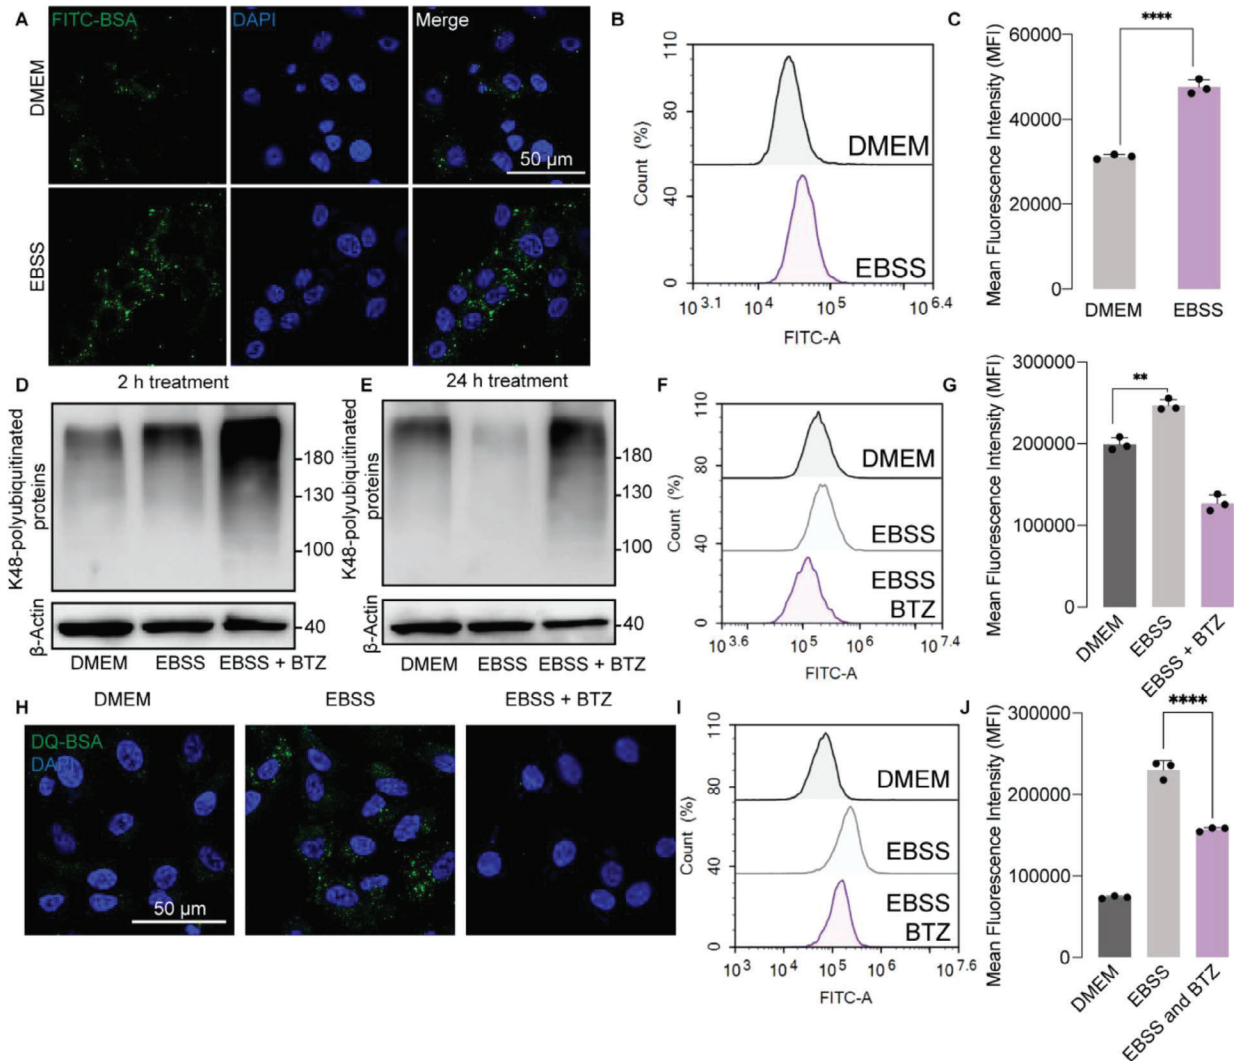 A
FITC-BSA
DAPI
Merge
DMEM
50 µm
EBSS
B
110
80
40
0
Count (%)
DMEM
EBSS
10^3.1 10^4 10^5 10^6.4
FITC-A
C
****
Mean Fluorescence Intensity (MFI)
60000
40000
20000
0
DMEM EBSS
D
2 h treatment
K48-polyubiquitinated
proteins
180
130
100
β-Actin
40
DMEM EBSS EBSS + BTZ
E
24 h treatment
K48-polyubiquitinated
proteins
180
130
100
β-Actin
40
DMEM EBSS EBSS + BTZ
F
110
80
40
0
Count (%)
DMEM
EBSS
EBSS
BTZ
10^3.6 10^5 10^6 10^7.4
FITC-A
G
**
Mean Fluorescence Intensity (MFI)
300000
200000
100000
0
DMEM
EBSS
EBSS + BTZ
H
DMEM
EBSS
EBSS + BTZ
DQ-BSA
DAPI
50 µm
I
110
80
40
0
Count (%)
DMEM
EBSS
EBSS
BTZ
10^3 10^4 10^5 10^6 10^7.6
FITC-A
J
****
Mean Fluorescence Intensity (MFI)
300000
200000
100000
0
DMEM
EBSS
EBSS and BTZ